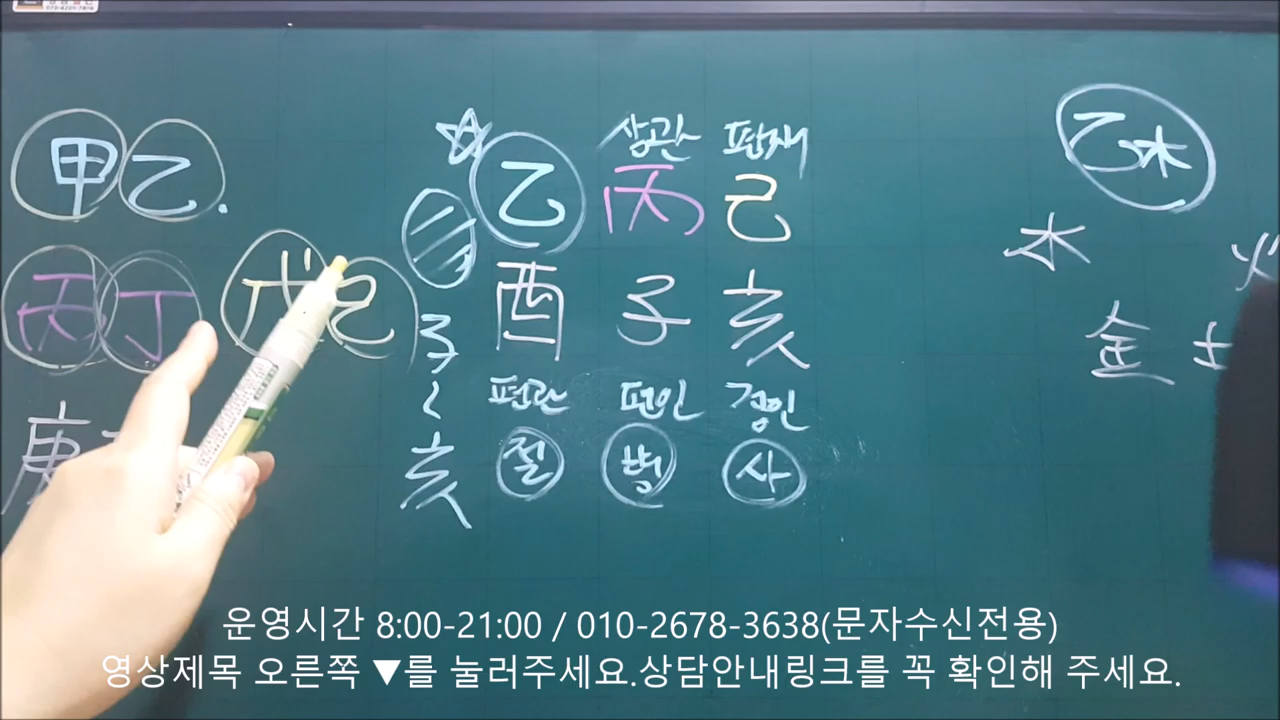 甲 乙.
丙 丁 戊 己
庚
상관 편재
☆ 乙 丙 己
酉 子 亥
子 ~ 亥
편관 편인 정인
절 병 사
乙木
水 火
金 土
운영시간 8:00-21:00 / 010-2678-3638(문자수신전용)
영상제목 오른쪽 ▼를 눌러주세요.상담안내링크를 꼭 확인해 주세요.